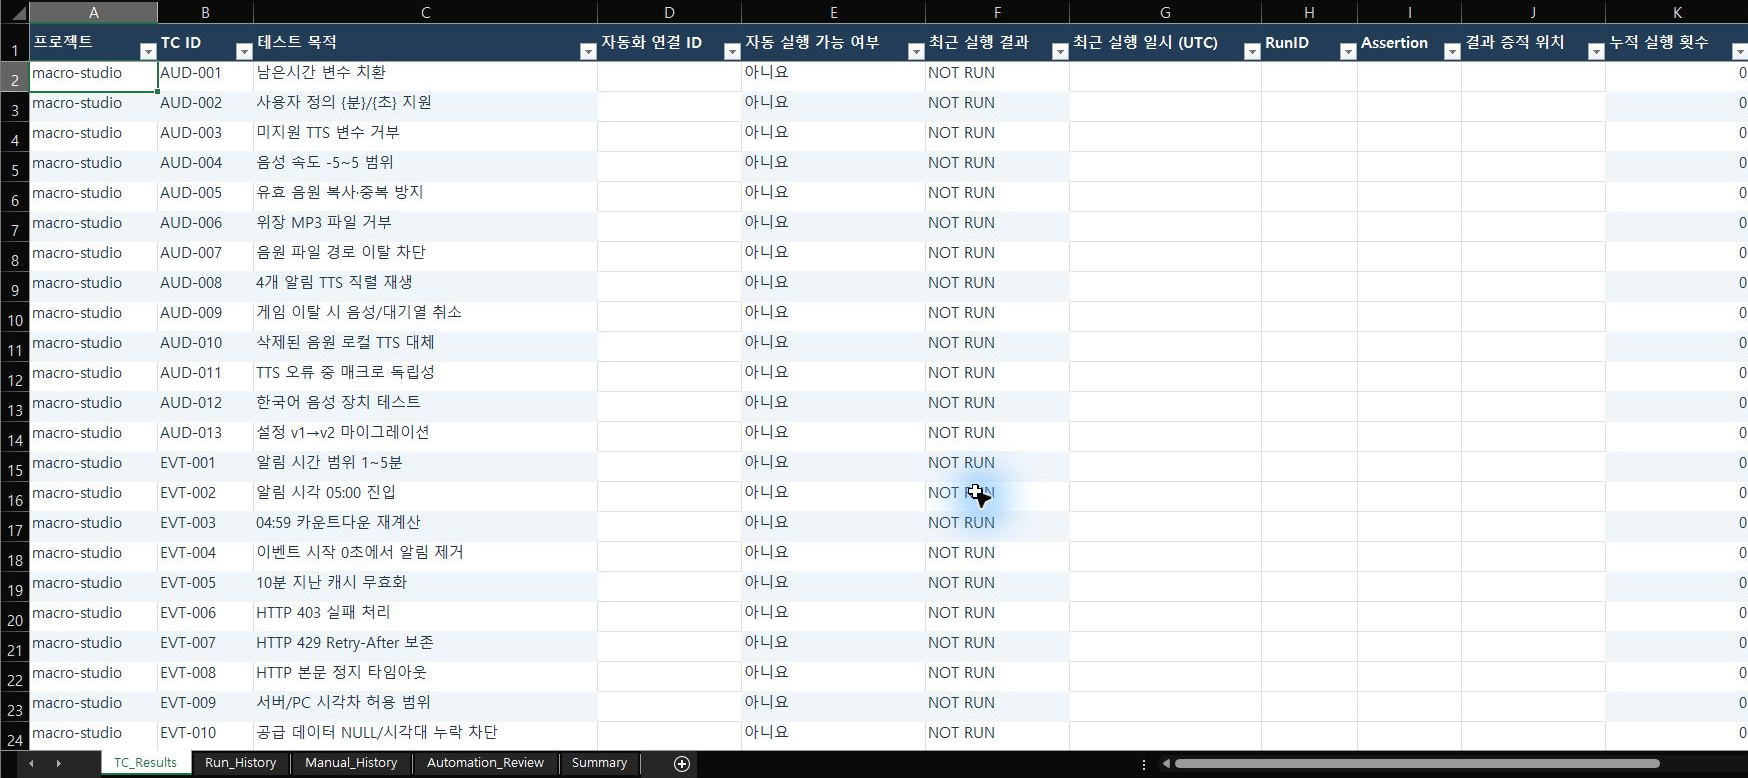 A B C D E F G H I J K
1 프로젝트 TC ID 테스트 목적 자동화 연결 ID 자동 실행 가능 여부 최근 실행 결과 최근 실행 일시 (UTC) RunID Assertion 결과 증적 위치 누적 실행 횟수
2 macro-studio AUD-001 남은시간 변수 치환 아니요 NOT RUN 0
3 macro-studio AUD-002 사용자 정의 {분}/{초} 지원 아니요 NOT RUN 0
4 macro-studio AUD-003 미지원 TTS 변수 거부 아니요 NOT RUN 0
5 macro-studio AUD-004 음성 속도 -5~5 범위 아니요 NOT RUN 0
6 macro-studio AUD-005 유효 음원 복사·중복 방지 아니요 NOT RUN 0
7 macro-studio AUD-006 위장 MP3 파일 거부 아니요 NOT RUN 0
8 macro-studio AUD-007 음원 파일 경로 이탈 차단 아니요 NOT RUN 0
9 macro-studio AUD-008 4개 알림 TTS 직렬 재생 아니요 NOT RUN 0
10 macro-studio AUD-009 게임 이탈 시 음성/대기열 취소 아니요 NOT RUN 0
11 macro-studio AUD-010 삭제된 음원 로컬 TTS 대체 아니요 NOT RUN 0
12 macro-studio AUD-011 TTS 오류 중 매크로 독립성 아니요 NOT RUN 0
13 macro-studio AUD-012 한국어 음성 장치 테스트 아니요 NOT RUN 0
14 macro-studio AUD-013 설정 v1→v2 마이그레이션 아니요 NOT RUN 0
15 macro-studio EVT-001 알림 시간 범위 1~5분 아니요 NOT RUN 0
16 macro-studio EVT-002 알림 시각 05:00 진입 아니요 NOT RUN 0
17 macro-studio EVT-003 04:59 카운트다운 재계산 아니요 NOT RUN 0
18 macro-studio EVT-004 이벤트 시작 0초에서 알림 제거 아니요 NOT RUN 0
19 macro-studio EVT-005 10분 지난 캐시 무효화 아니요 NOT RUN 0
20 macro-studio EVT-006 HTTP 403 실패 처리 아니요 NOT RUN 0
21 macro-studio EVT-007 HTTP 429 Retry-After 보존 아니요 NOT RUN 0
22 macro-studio EVT-008 HTTP 본문 정지 타임아웃 아니요 NOT RUN 0
23 macro-studio EVT-009 서버/PC 시각차 허용 범위 아니요 NOT RUN 0
24 macro-studio EVT-010 공급 데이터 NULL/시각대 누락 차단 아니요 NOT RUN 0
TC_Results Run_History Manual_History Automation_Review Summary